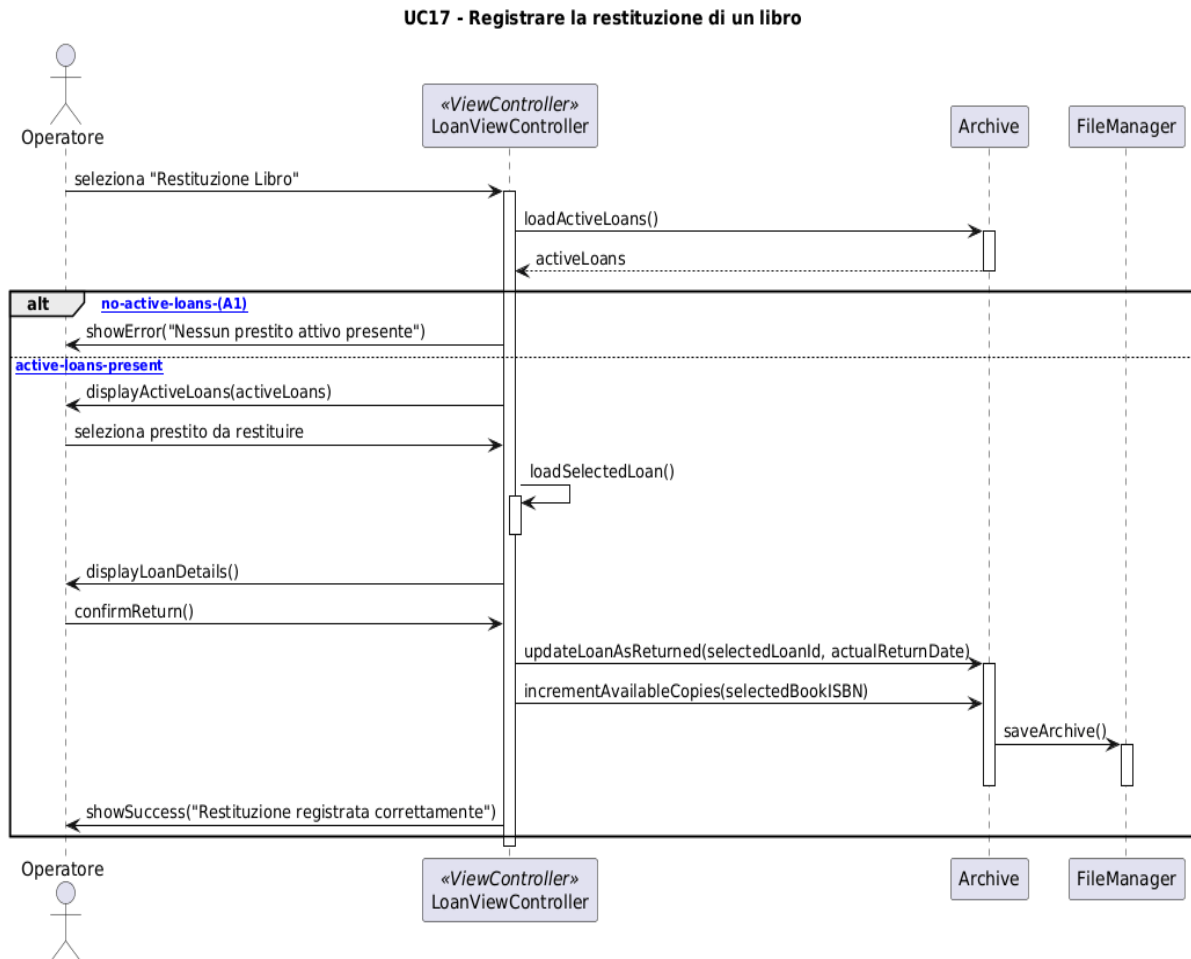 UC17 - Registrare la restituzione di un libro
Operatore
«ViewController»
LoanViewController
Archive
FileManager
seleziona "Restituzione Libro"
loadActiveLoans()
activeLoans
alt
no-active-loans-(A1)
showError("Nessun prestito attivo presente")
active-loans-present
displayActiveLoans(activeLoans)
seleziona prestito da restituire
loadSelectedLoan()
displayLoanDetails()
confirmReturn()
updateLoanAsReturned(selectedLoanId, actualReturnDate)
incrementAvailableCopies(selectedBookISBN)
saveArchive()
showSuccess("Restituzione registrata correttamente")
Operatore
«ViewController»
LoanViewController
Archive
FileManager